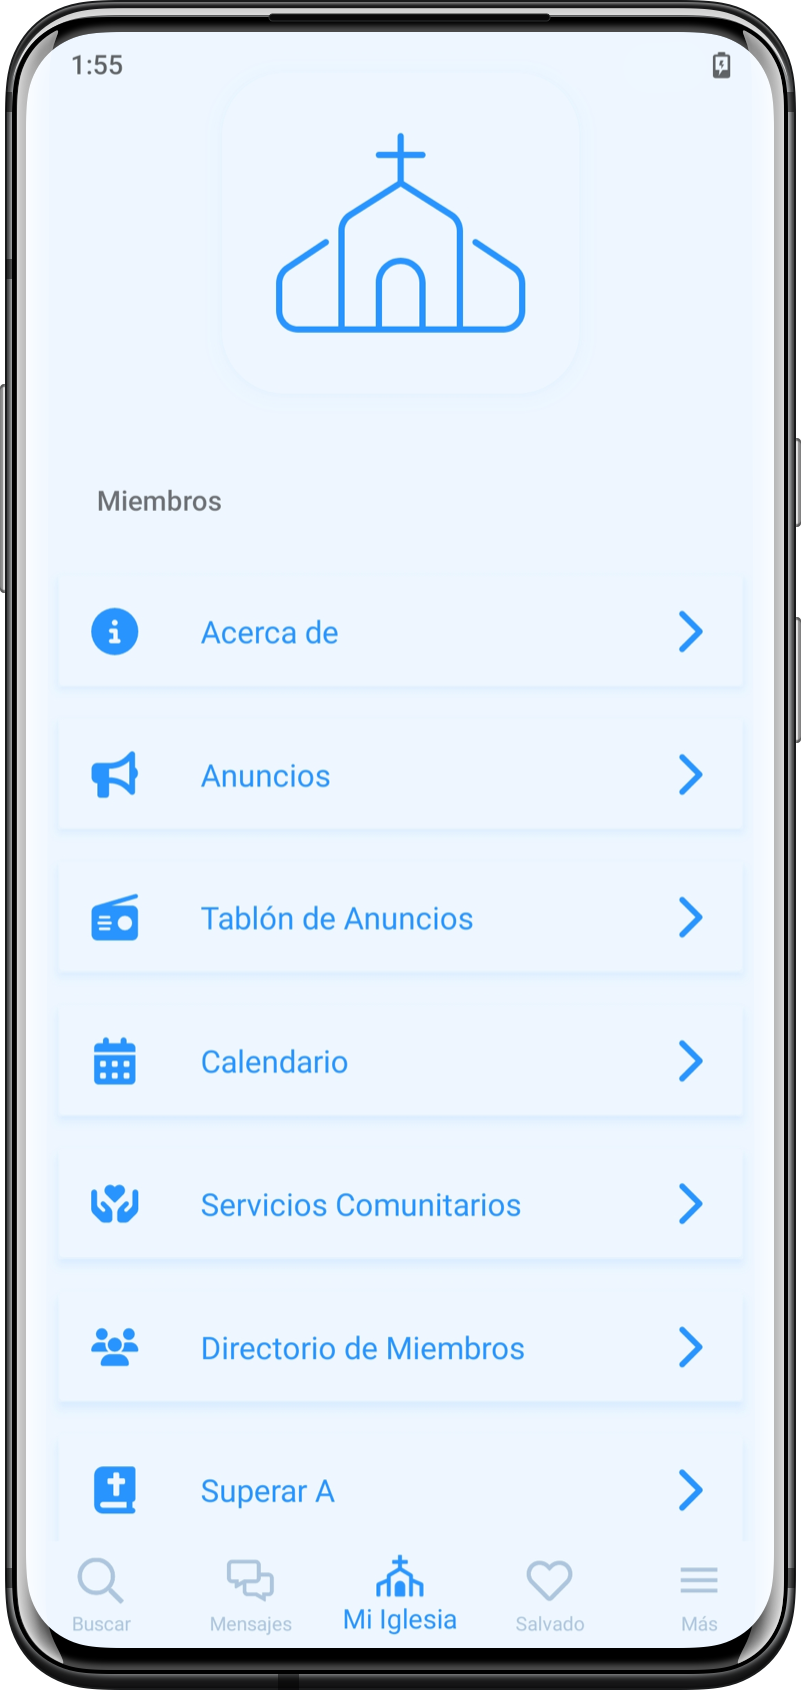 1:55
Miembros
Acerca de
Anuncios
Tablón de Anuncios
Calendario
Servicios Comunitarios
Directorio de Miembros
Superar A
Buscar
Mensajes
Mi Iglesia
Salvado
Más